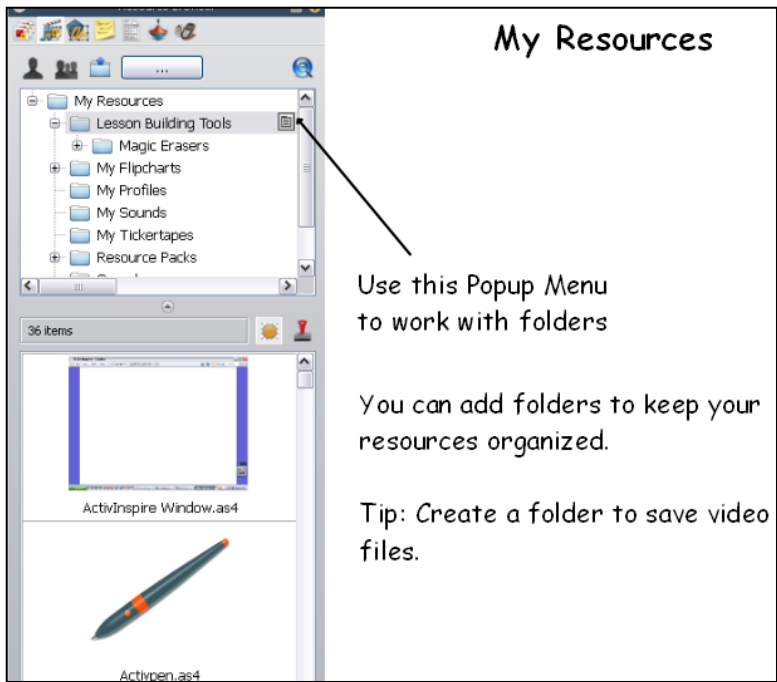 My Resources
...
My Resources
Lesson Building Tools
Magic Erasers
My Flipcharts
My Profiles
My Sounds
My Tickertapes
Resource Packs
36 items
ActivInspire Window.as4
Activpen.as4
Use this Popup Menu
to work with folders
You can add folders to keep your
resources organized.
Tip: Create a folder to save video
files.